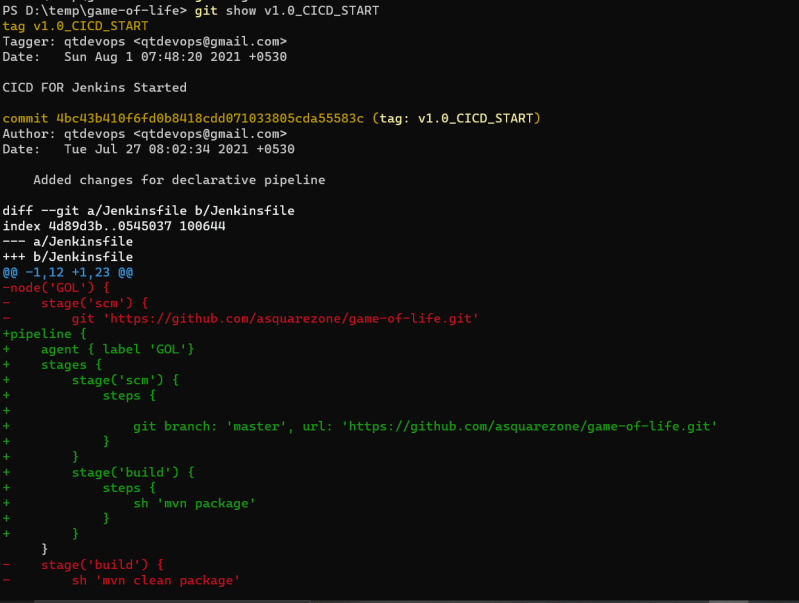 PS D:\temp\game-of-life> git show v1.0_CICD_START
tag v1.0_CICD_START
Tagger: qtdevops <qtdevops@gmail.com>
Date:   Sun Aug 1 07:48:20 2021 +0530

CICD FOR Jenkins Started

commit 4bc43b410f6fd0b8418cdd071033805cda55583c (tag: v1.0_CICD_START)
Author: qtdevops <qtdevops@gmail.com>
Date:   Tue Jul 27 08:02:34 2021 +0530

    Added changes for declarative pipeline

diff --git a/Jenkinsfile b/Jenkinsfile
index 4d89d3b..0545037 100644
--- a/Jenkinsfile
+++ b/Jenkinsfile
@@ -1,12 +1,23 @@
-node('GOL') {
-    stage('scm') {
-        git 'https://github.com/asquarezone/game-of-life.git'
+pipeline {
+    agent { label 'GOL'}
+    stages {
+        stage('scm') {
+            steps {
+
+                git branch: 'master', url: 'https://github.com/asquarezone/game-of-life.git'
+            }
+        }
+        stage('build') {
+            steps {
+                sh 'mvn package'
+            }
+        }
     }
-    stage('build') {
-        sh 'mvn clean package'